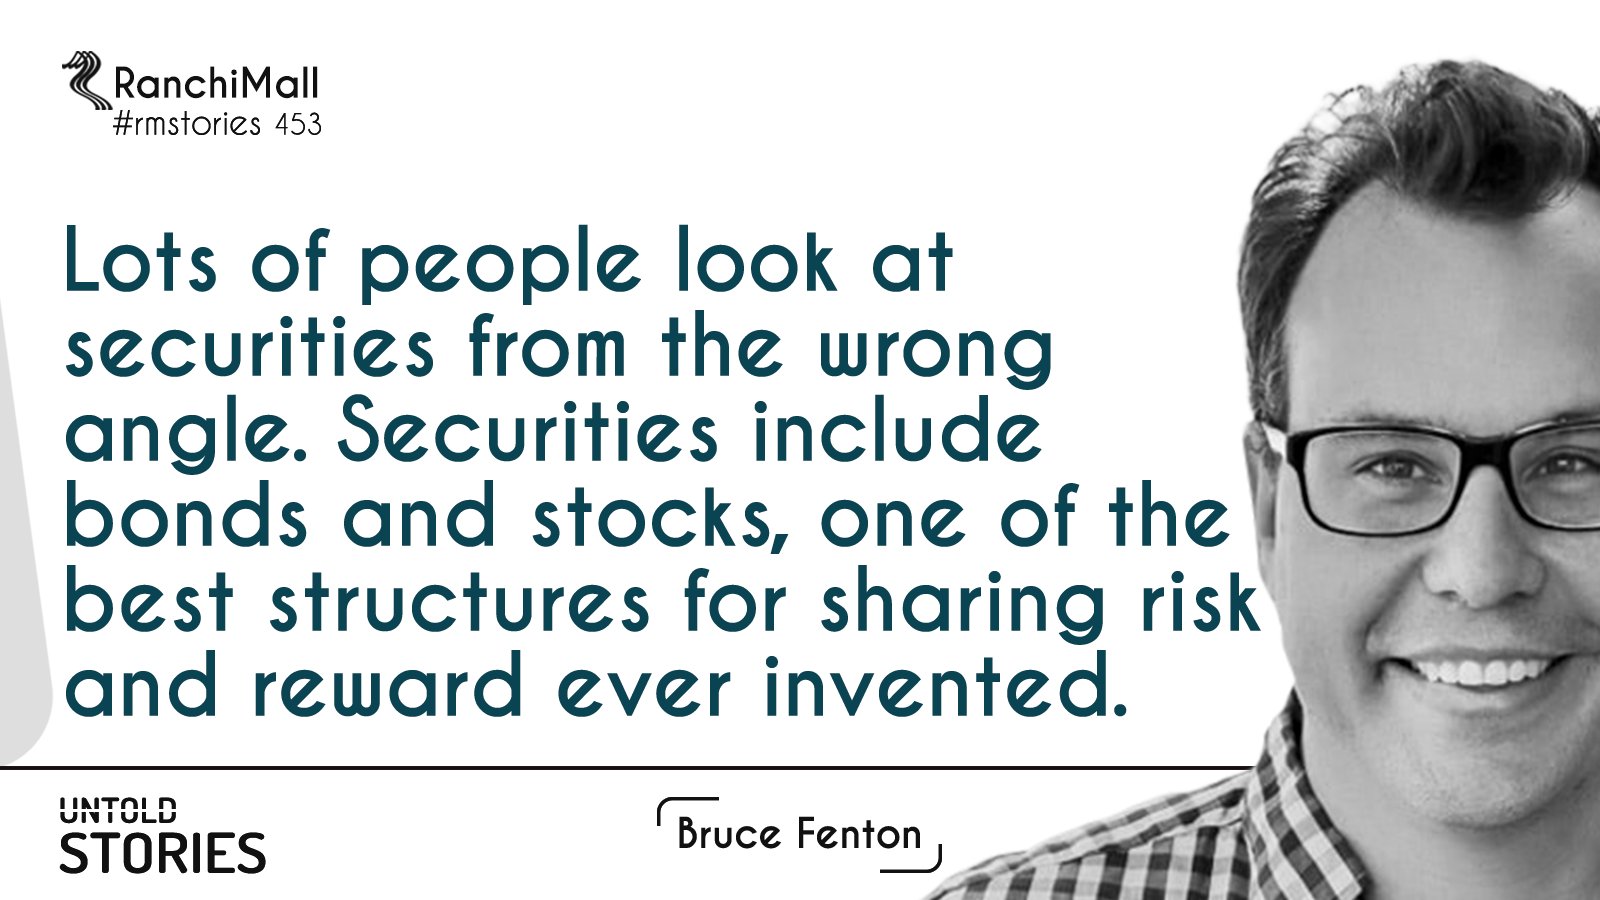 RanchiMall
#rmstories 453
Lots of people look at
securities from the wrong
angle. Securities include
bonds and stocks, one of the
best structures for sharing risk
and reward ever invented.
UNTOLD
STORIES
Bruce Fenton